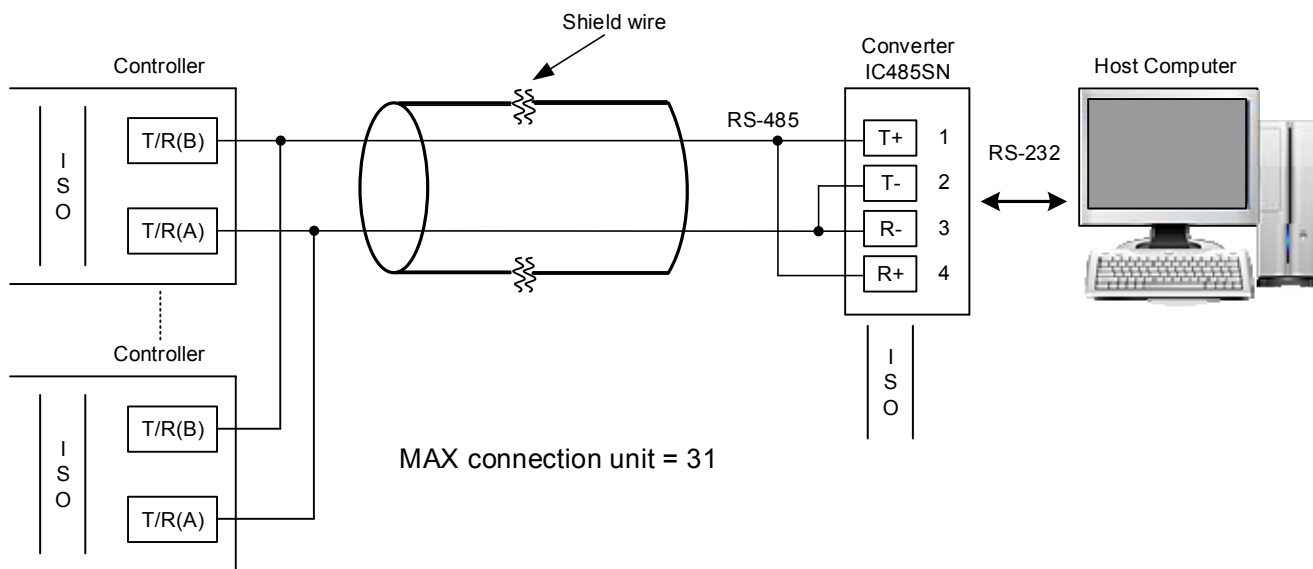 Shield wire
Controller
Converter
IC485SN
Host Computer
I
S
O
T/R(B)
T/R(A)
RS-485
T+ 1
T- 2
R- 3
R+ 4
RS-232
Controller
I
S
O
T/R(B)
T/R(A)
I
S
O
MAX connection unit = 31